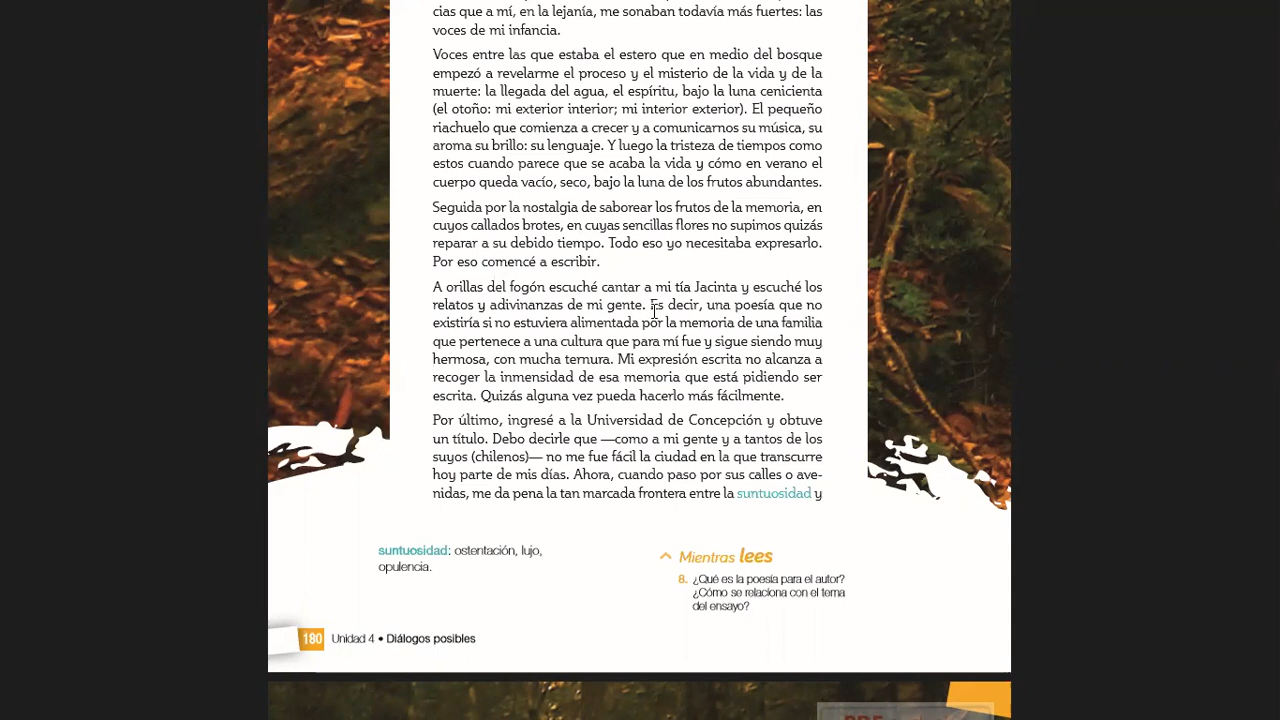 cias que a mí, en la lejanía, me sonaban todavía más fuertes: las
voces de mi infancia.
Voces entre las que estaba el estero que en medio del bosque
empezó a revelarme el proceso y el misterio de la vida y de la
muerte: la llegada del agua, el espíritu, bajo la luna cenicienta
(el otoño: mi exterior interior; mi interior exterior). El pequeño
riachuelo que comienza a crecer y a comunicarnos su música, su
aroma su brillo: su lenguaje. Y luego la tristeza de tiempos como
estos cuando parece que se acaba la vida y cómo en verano el
cuerpo queda vacío, seco, bajo la luna de los frutos abundantes.
Seguida por la nostalgia de saborear los frutos de la memoria, en
cuyos callados brotes, en cuyas sencillas flores no supimos quizás
reparar a su debido tiempo. Todo eso yo necesitaba expresarlo.
Por eso comencé a escribir.
A orillas del fogón escuché cantar a mi tía Jacinta y escuché los
relatos y adivinanzas de mi gente. Es decir, una poesía que no
existiría si no estuviera alimentada por la memoria de una familia
que pertenece a una cultura que para mí fue y sigue siendo muy
hermosa, con mucha ternura. Mi expresión escrita no alcanza a
recoger la inmensidad de esa memoria que está pidiendo ser
escrita. Quizás alguna vez pueda hacerlo más fácilmente.
Por último, ingresé a la Universidad de Concepción y obtuve
un título. Debo decirle que —como a mi gente y a tantos de los
suyos (chilenos)— no me fue fácil la ciudad en la que transcurre
hoy parte de mis días. Ahora, cuando paso por sus calles o ave-
nidas, me da pena la tan marcada frontera entre la suntuosidad y
suntuosidad: ostentación, lujo,
opulencia.
Mientras lees
8. ¿Qué es la poesía para el autor?
¿Cómo se relaciona con el tema
del ensayo?
180 Unidad 4 • Diálogos posibles